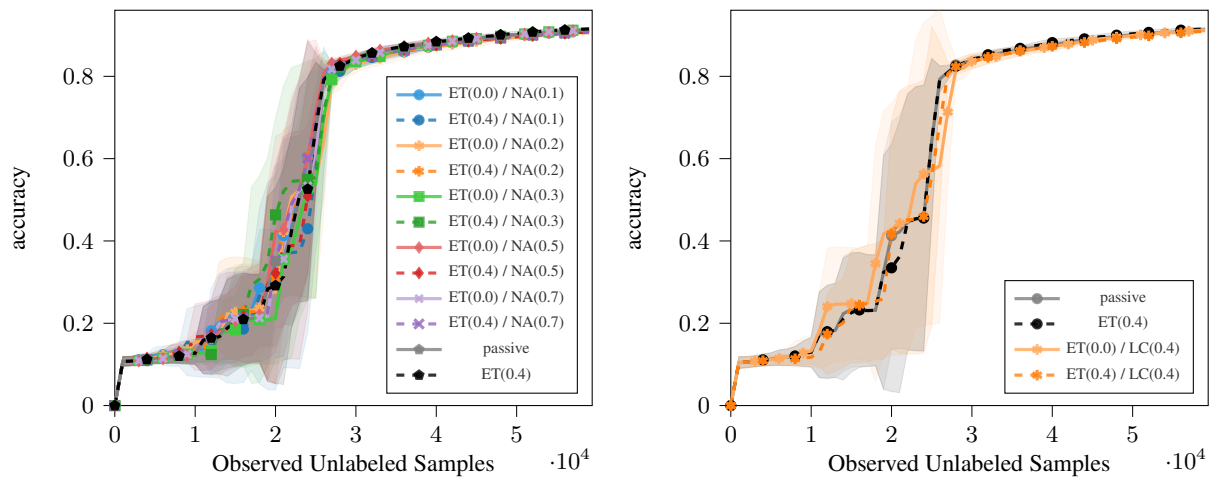 0.8
0.6
0.4
0.2
0
accuracy
ET(0.0) / NA(0.1)
ET(0.4) / NA(0.1)
ET(0.0) / NA(0.2)
ET(0.4) / NA(0.2)
ET(0.0) / NA(0.3)
ET(0.4) / NA(0.3)
ET(0.0) / NA(0.5)
ET(0.4) / NA(0.5)
ET(0.0) / NA(0.7)
ET(0.4) / NA(0.7)
passive
ET(0.4)
0 1 2 3 4 5
Observed Unlabeled Samples ·10⁴
0.8
0.6
0.4
0.2
0
accuracy
passive
ET(0.4)
ET(0.0) / LC(0.4)
ET(0.4) / LC(0.4)
0 1 2 3 4 5
Observed Unlabeled Samples ·10⁴